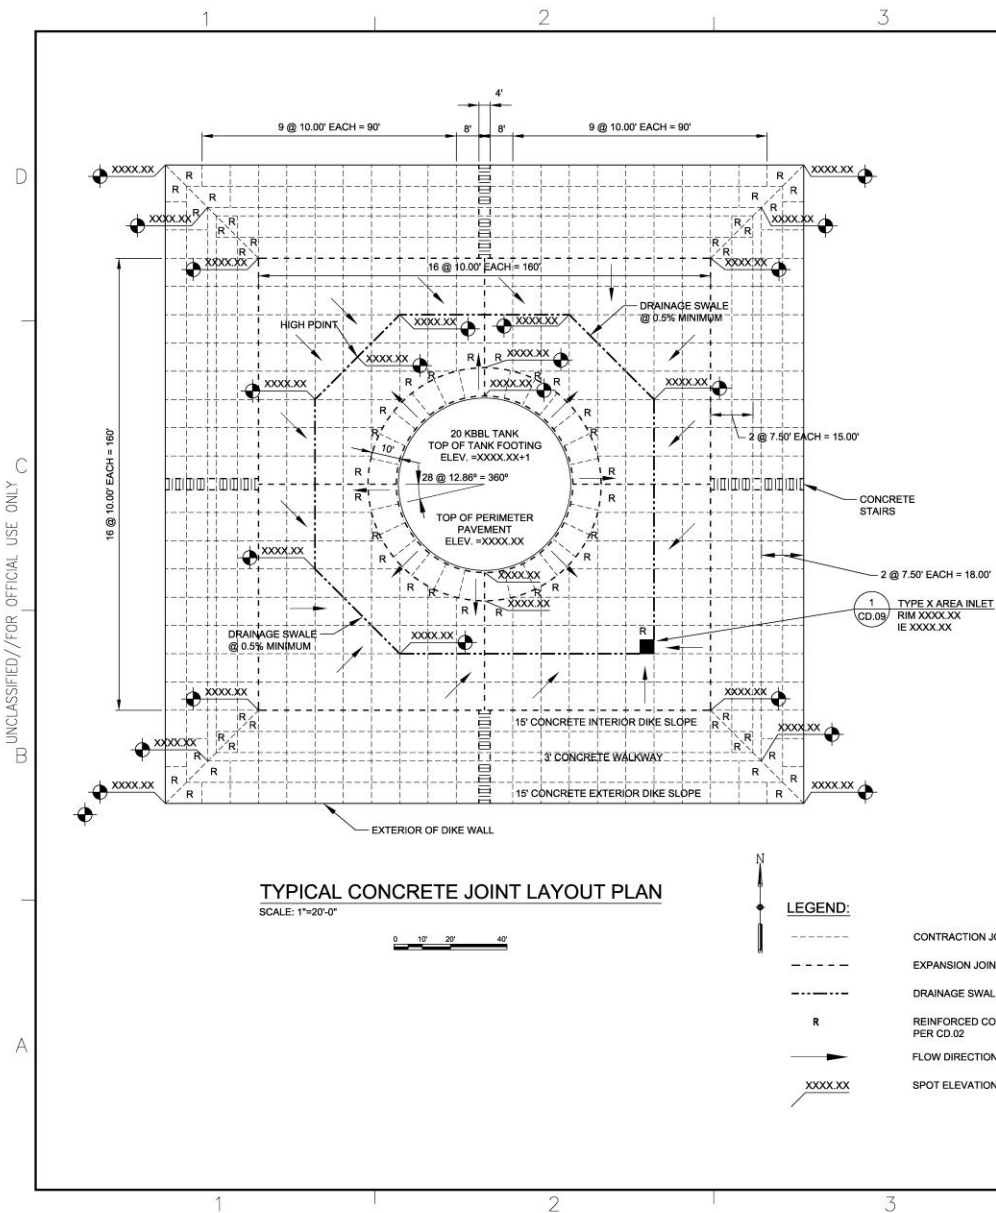 1
2
3
4'
9 @ 10.00' EACH = 90'
8'
8'
9 @ 10.00' EACH = 90'
D
XXXX.XX
R
R
R
R
XXXX.XX
R
R
R
R
XXXX.XX
R
R
R
R
XXXX.XX
R
R
R
R
XXXX.XX
R
R
XXXX.XX
16 @ 10.00' EACH = 160'
DRAINAGE SWALE
@ 0.5% MINIMUM
HIGH POINT
XXXX.XX
XXXX.XX
XXXX.XX
R
R
XXXX.XX
XXXX.XX
R
R
R
R
XXXX.XX
XXXX.XX
R
R
R
R
R
R
2 @ 7.50' EACH = 15.00'
C
16 @ 10.00' EACH = 160'
10'
20 KBBL TANK
TOP OF TANK FOOTING
ELEV. =XXXX.XX+1
28 @ 12.86° = 360°
R
R
R
R
TOP OF PERIMETER
PAVEMENT
ELEV. =XXXX.XX
CONCRETE
STAIRS
R
R
R
R
R
R
R
R
R
R
XXXX.XX
XXXX.XX
XXXX.XX
2 @ 7.50' EACH = 18.00'
1
CD.09
TYPE X AREA INLET
RIM XXXX.XX
IE XXXX.XX
R
DRAINAGE SWALE
@ 0.5% MINIMUM
XXXX.XX
UNCLASSIFIED//FOR OFFICIAL USE ONLY
XXXX.XX
XXXX.XX
R
R
R
R
15' CONCRETE INTERIOR DIKE SLOPE
B
XXXX.XX
R
R
R
R
XXXX.XX
3' CONCRETE WALKWAY
XXXX.XX
R
R
R
R
15' CONCRETE EXTERIOR DIKE SLOPE
XXXX.XX
EXTERIOR OF DIKE WALL
TYPICAL CONCRETE JOINT LAYOUT PLAN
SCALE: 1"=20'-0"
0 10' 20' 40'
N
LEGEND:
CONTRACTION JO
EXPANSION JOIN
DRAINAGE SWAL
R REINFORCED CO
PER CD.02
A
FLOW DIRECTION
XXXX.XX SPOT ELEVATION
1
2
3